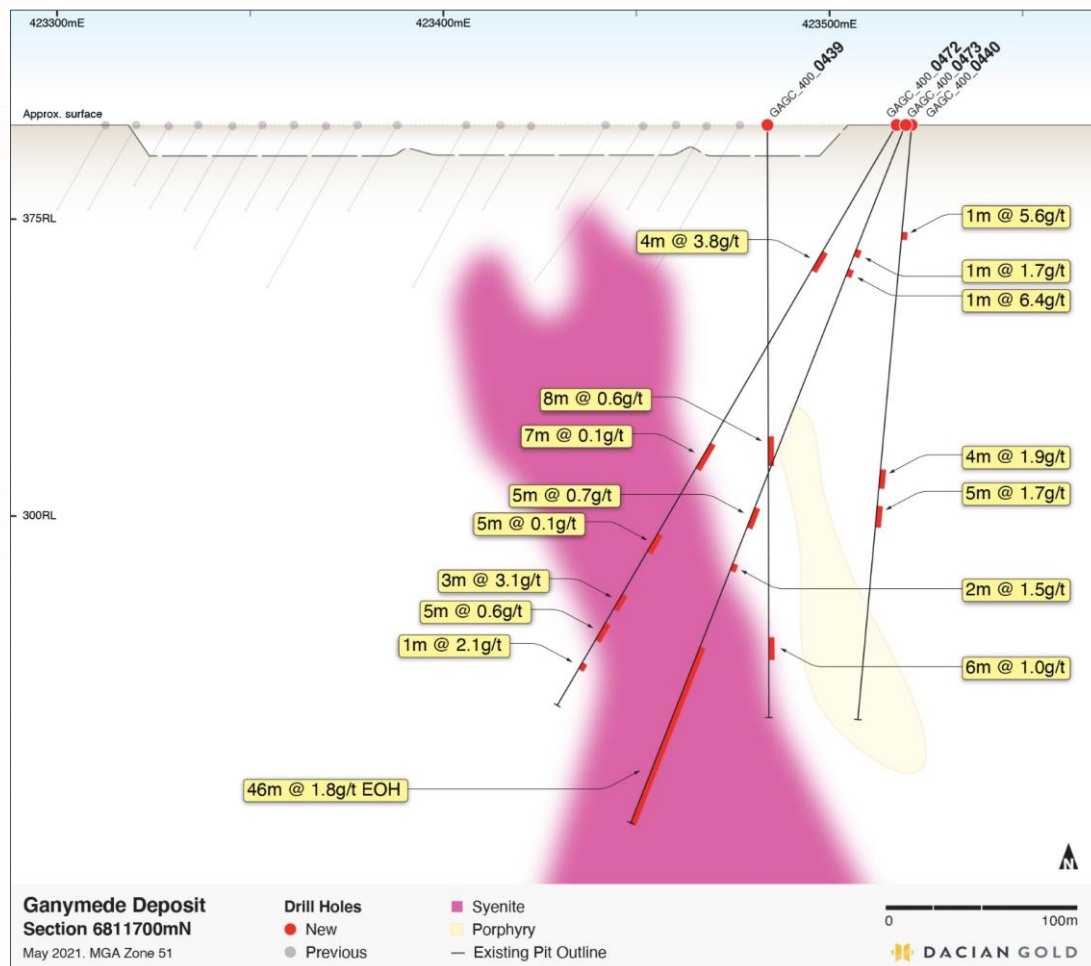 423300mE
423400mE
423500mE
GAGC_400_0439
GAGC_400_0472
GAGC_400_0473
GAGC_400_0440
Approx. surface
375RL
1m @ 5.6g/t
4m @ 3.8g/t
1m @ 1.7g/t
1m @ 6.4g/t
8m @ 0.6g/t
7m @ 0.1g/t
4m @ 1.9g/t
5m @ 0.7g/t
5m @ 1.7g/t
300RL
5m @ 0.1g/t
3m @ 3.1g/t
2m @ 1.5g/t
5m @ 0.6g/t
1m @ 2.1g/t
6m @ 1.0g/t
46m @ 1.8g/t EOH
N
Ganymede Deposit
Section 6811700mN
May 2021. MGA Zone 51
Drill Holes
New
Previous
Syenite
Porphyry
Existing Pit Outline
0 100m
DACIAN GOLD